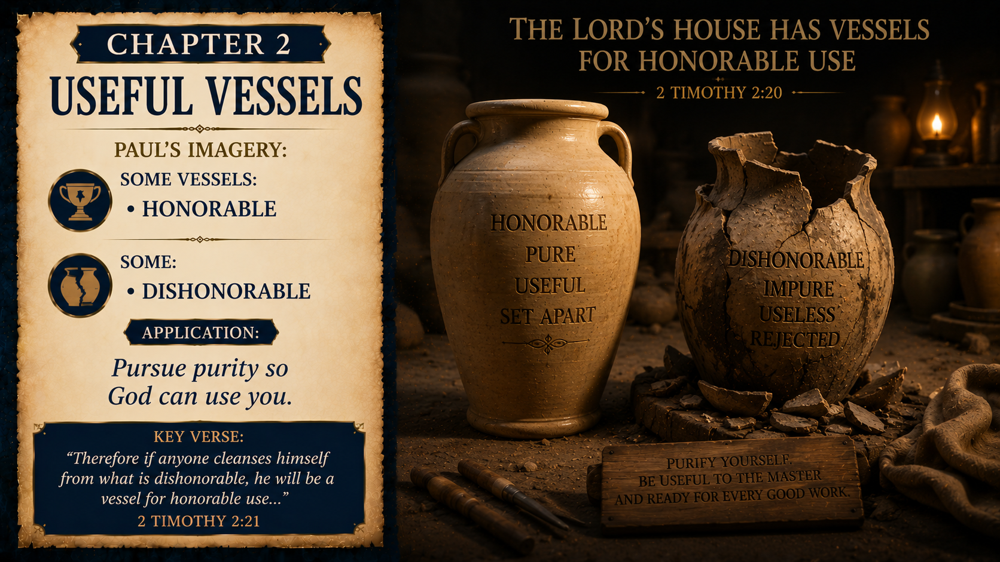 CHAPTER 2
USEFUL VESSELS
PAUL'S IMAGERY:
SOME VESSELS:
• HONORABLE
SOME:
• DISHONORABLE
APPLICATION:
Pursue purity so
God can use you.
KEY VERSE:
“Therefore if anyone cleanses himself
from what is dishonorable, he will be a
vessel for honorable use...”
2 TIMOTHY 2:21
THE LORD'S HOUSE HAS VESSELS
FOR HONORABLE USE
2 TIMOTHY 2:20
HONORABLE
PURE
USEFUL
SET APART
DISHONORABLE
IMPURE
USELESS
REJECTED
PURIFY YOURSELF.
BE USEFUL TO THE MASTER
AND READY FOR EVERY GOOD WORK.